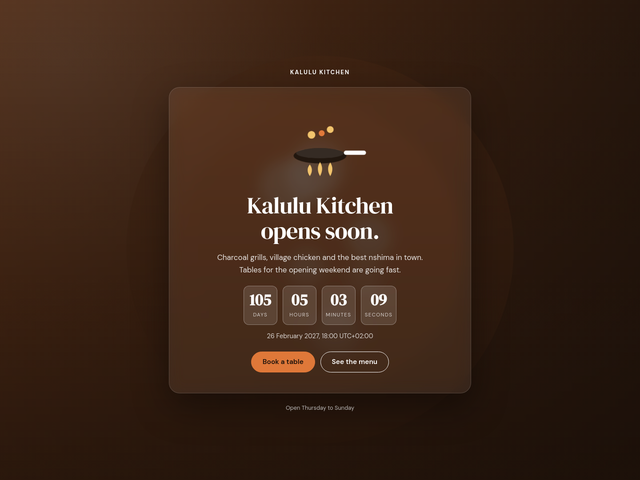 KALULU KITCHEN
Kalulu Kitchen
opens soon.
Charcoal grills, village chicken and the best nshima in town.
Tables for the opening weekend are going fast.
105 05 03 09
DAYS HOURS MINUTES SECONDS
26 February 2027, 18:00 UTC+02:00
Book a table See the menu
Open Thursday to Sunday